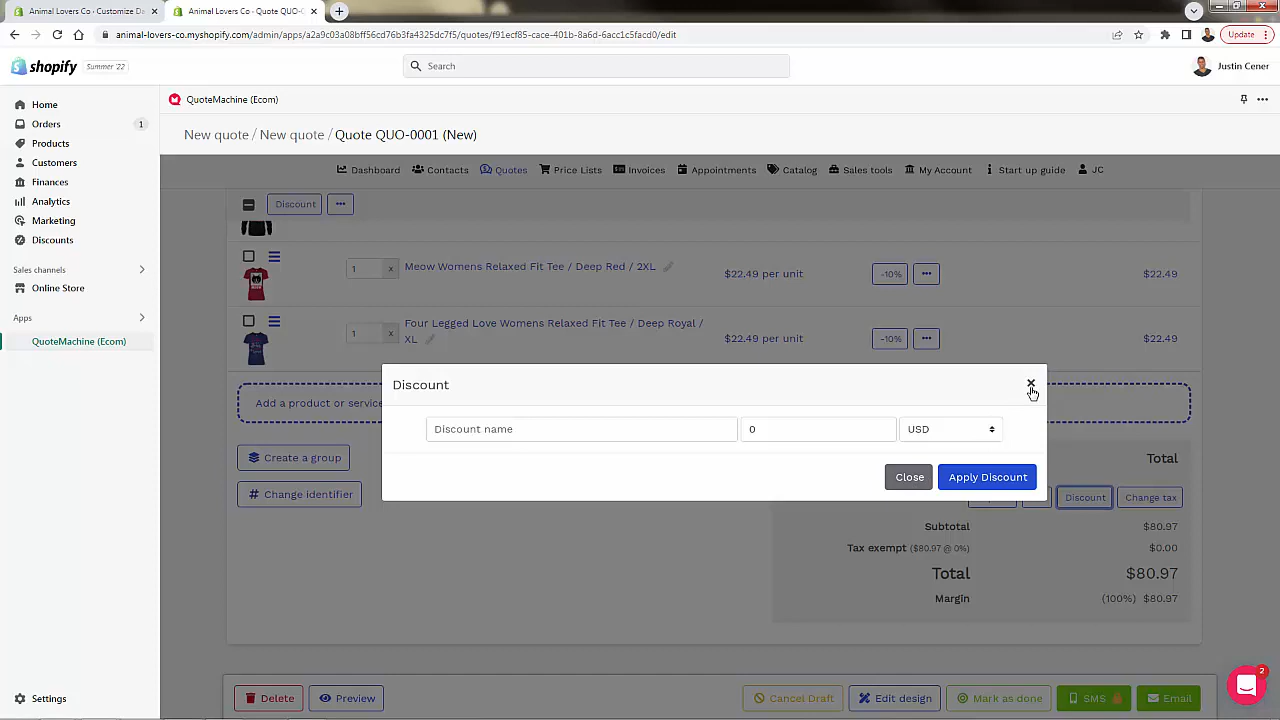 Animal Lovers Co · Customize Da
Animal Lovers Co · Quote QUO-0
Update
animal-lovers-co.myshopify.com/admin/apps/a2a9c03a08bff56cd76b3fa4325dc7f5/quotes/f91ecf85-cace-401b-8a6d-6acc1c5facd0/edit
shopify
Summer '22
Search
Justin Cener
Home
Orders
1
Products
Customers
Finances
Analytics
Marketing
Discounts
Sales channels
Online Store
Apps
QuoteMachine (Ecom)
Settings
QuoteMachine (Ecom)
New quote / New quote / Quote QUO-0001 (New)
Dashboard Contacts Quotes Price Lists Invoices Appointments Catalog Sales tools My Account Start up guide JC
Discount
1 x Meow Womens Relaxed Fit Tee / Deep Red / 2XL $22.49 per unit -10% $22.49
1 x Four Legged Love Womens Relaxed Fit Tee / Deep Royal / $22.49 per unit -10% $22.49
XL
Add a product or service
Discount
Discount name 0 USD
Close Apply Discount
Create a group
Change identifier
Total
Discount Change tax
Subtotal $80.97
Tax exempt ($80.97 @ 0%) $0.00
Total $80.97
Margin (100%) $80.97
Delete Preview Cancel Draft Edit design Mark as done SMS Email
2